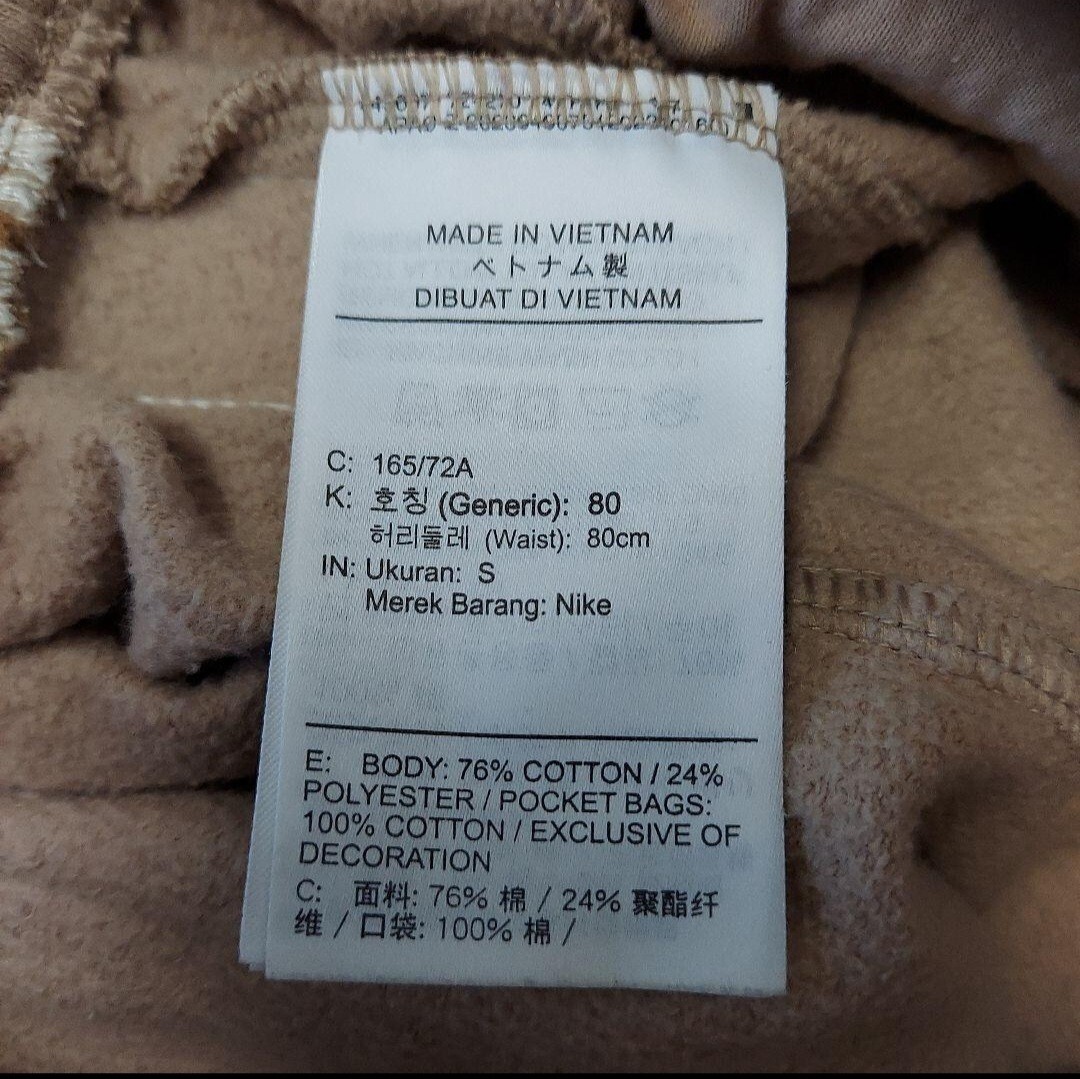 MADE IN VIETNAM
ベトナム製
DIBUAT DI VIETNAM
C: 165/72A
K: 호칭 (Generic): 80
허리둘레 (Waist): 80cm
IN: Ukuran: S
Merek Barang: Nike
E: BODY: 76% COTTON / 24%
POLYESTER / POCKET BAGS:
100% COTTON / EXCLUSIVE OF
DECORATION
C: 面料: 76% 棉 / 24% 聚酯纤
维 / 口袋: 100% 棉 /